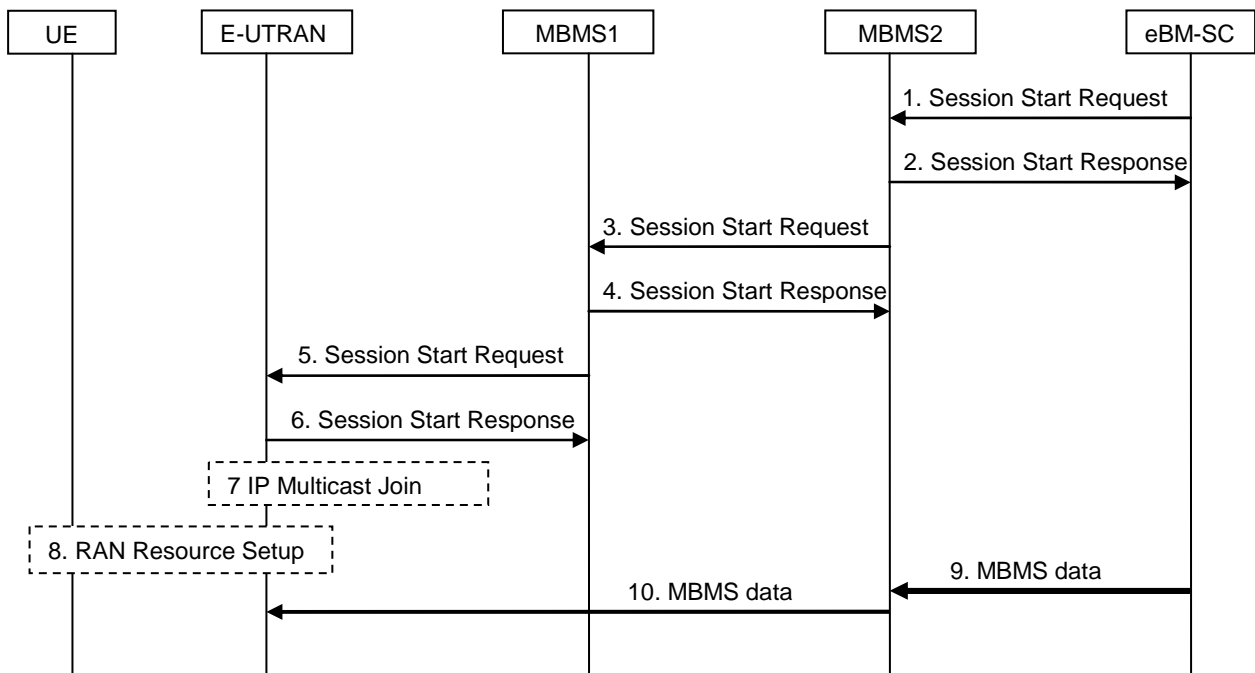 UE
E-UTRAN
MBMS1
MBMS2
eBM-SC
1. Session Start Request
2. Session Start Response
3. Session Start Request
4. Session Start Response
5. Session Start Request
6. Session Start Response
7 IP Multicast Join
8. RAN Resource Setup
9. MBMS data
10. MBMS data